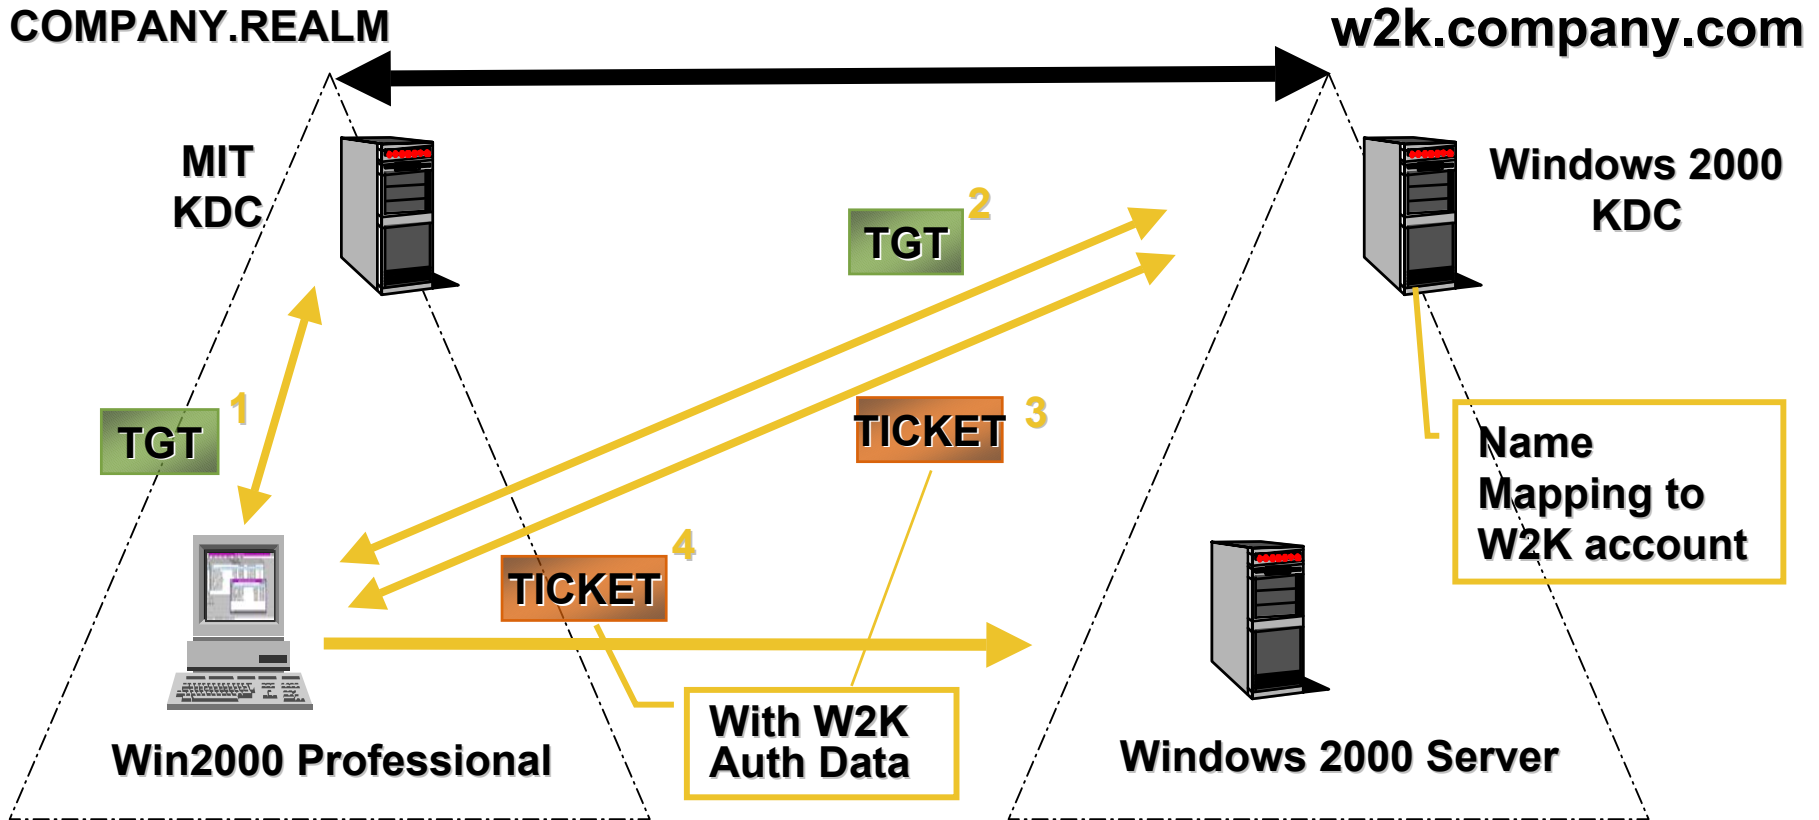 COMPANY.REALM
w2k.company.com
MIT
KDC
Windows 2000
KDC
TGT
2
TGT
1
TICKET
3
Name
Mapping to
W2K account
TICKET
4
With W2K
Auth Data
Win2000 Professional
Windows 2000 Server